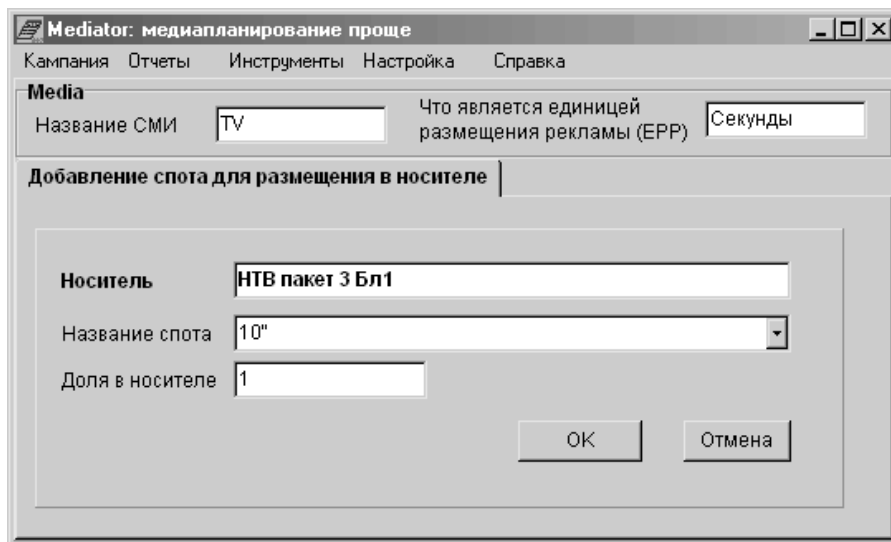 Mediator: медиапланирование проще
Кампания Отчеты Инструменты Настройка Справка
Media
Название СМИ TV Что является единицей размещения рекламы (ЕРР) Секунды
Добавление спота для размещения в носителе
Носитель НТВ пакет 3 Бл1
Название спота 10"
Доля в носителе 1
OK Отмена